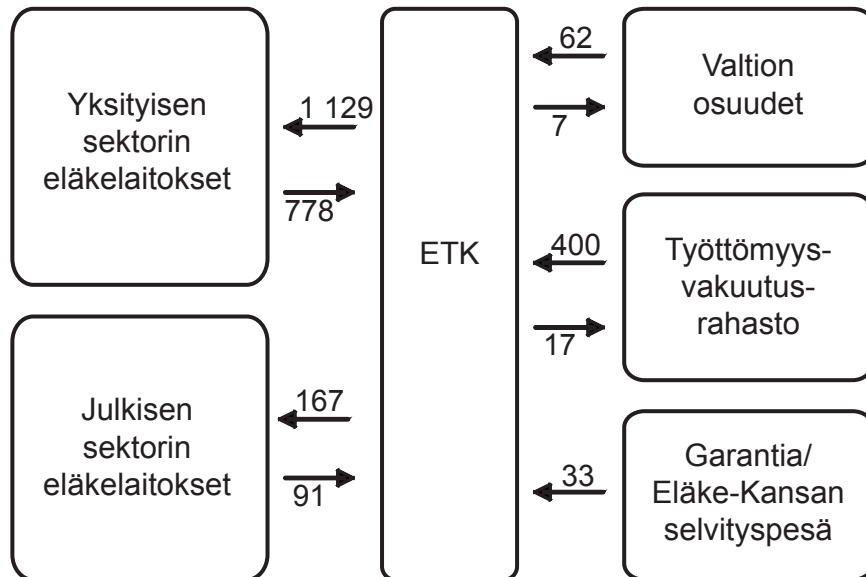 Yksityisen
sektorin
eläkelaitokset
1 129
778
Julkisen
sektorin
eläkelaitokset
167
91
ETK
62
7
Valtion
osuudet
400
17
Työttömyys-
vakuutus-
rahasto
33
Garantia/
Eläke-Kansan
selvityspesä